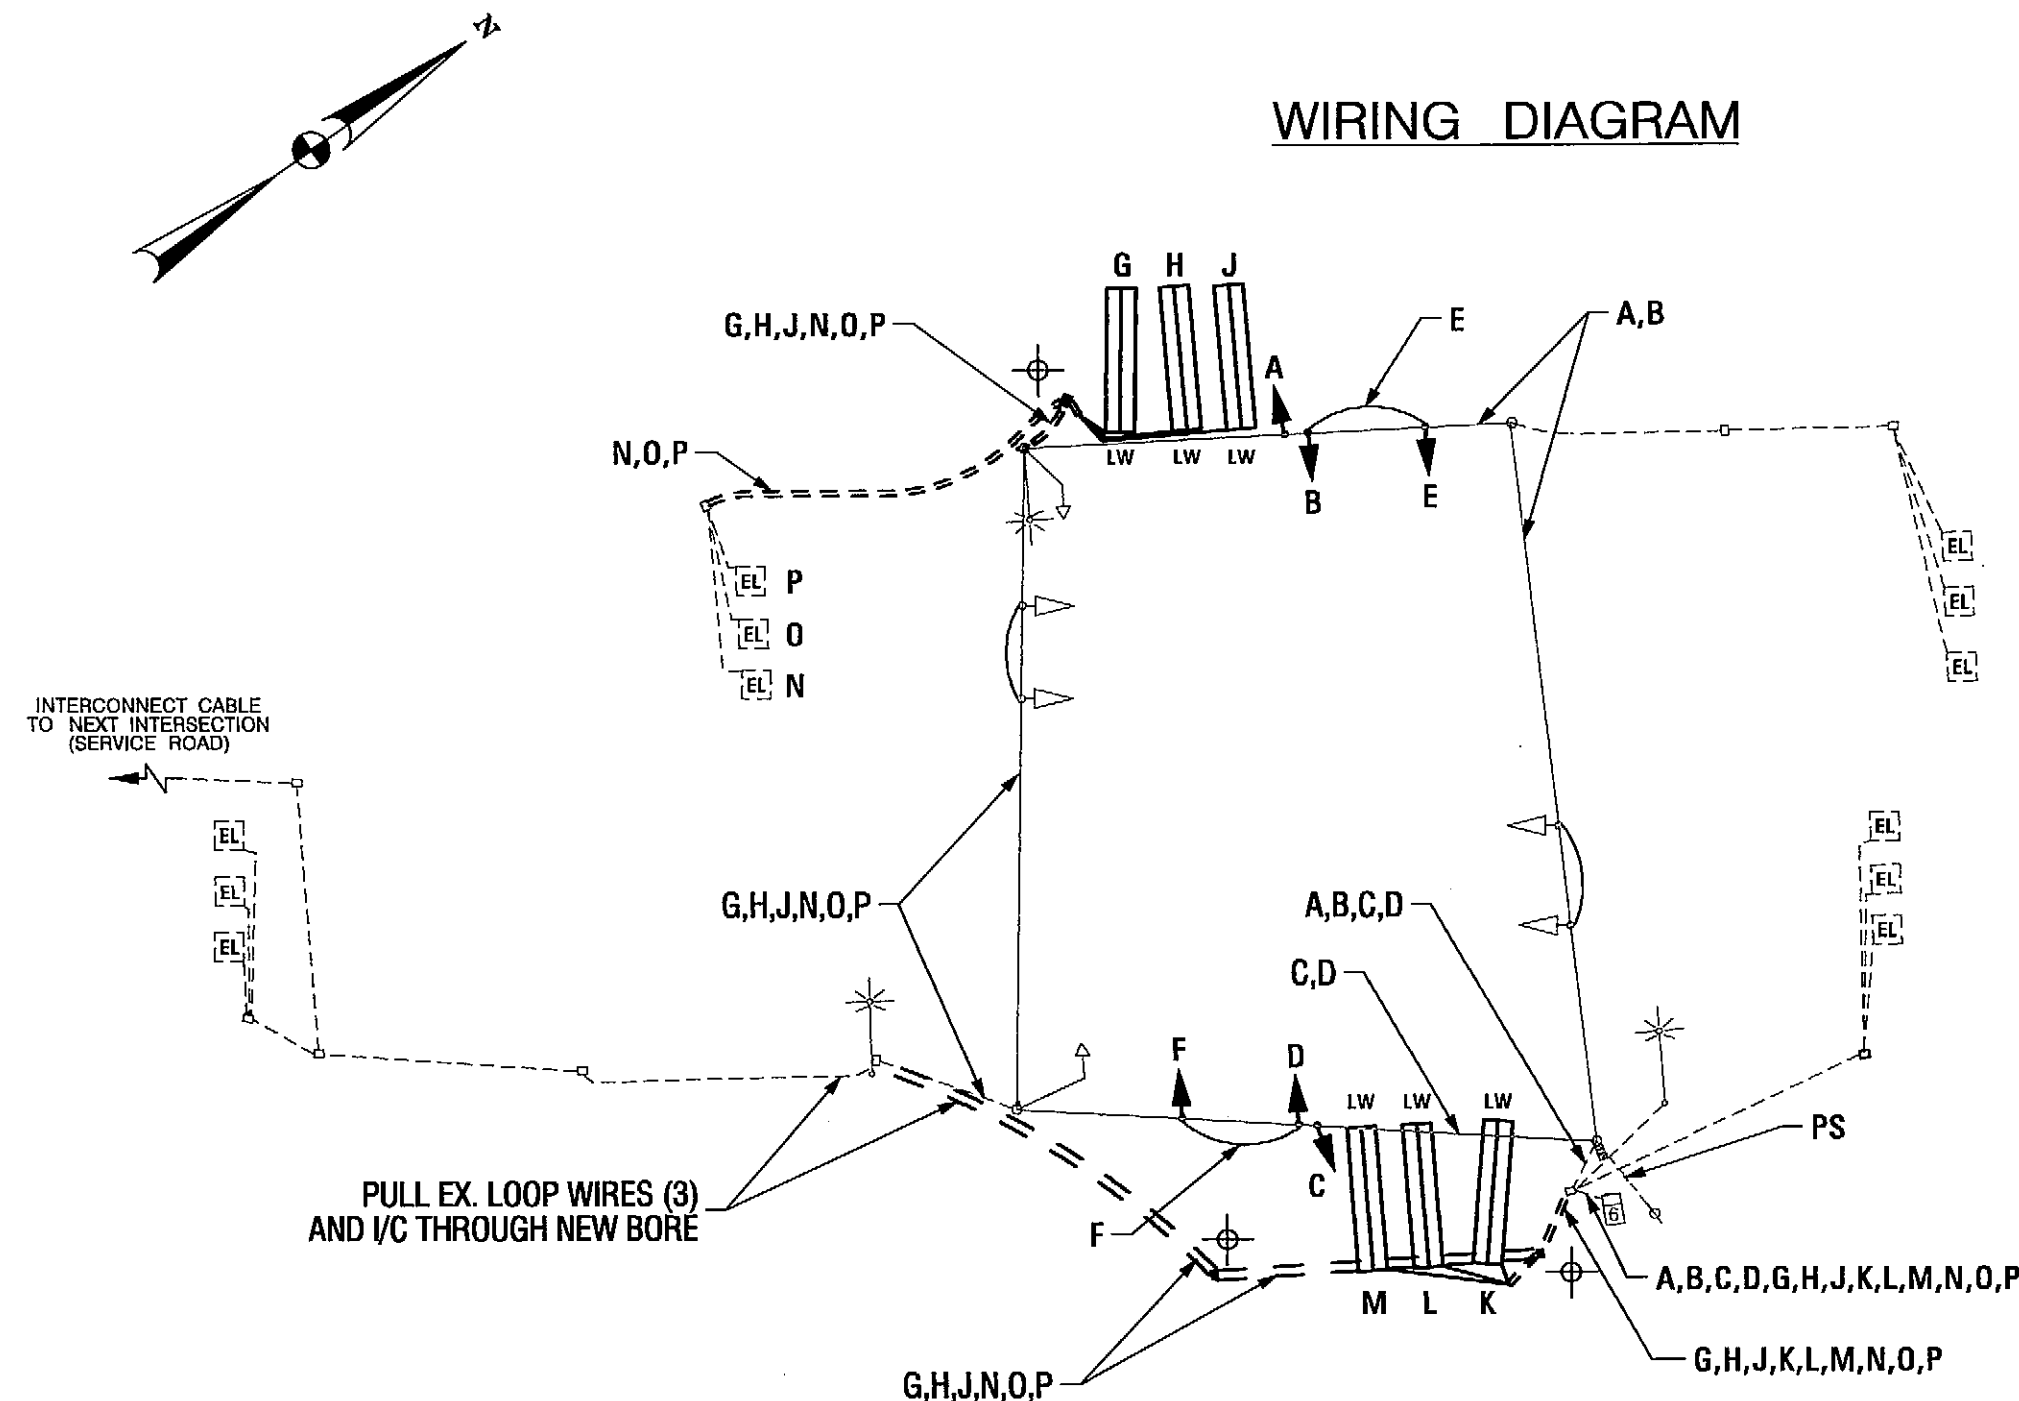 N
WIRING DIAGRAM
G H J
G,H,J,N,O,P
E
A,B
A
N,O,P
LW LW LW
B
E
EL P
EL O
EL N
EL
EL
EL
INTERCONNECT CABLE
TO NEXT INTERSECTION
(SERVICE ROAD)
EL
EL
EL
EL
EL
EL
G,H,J,N,O,P
A,B,C,D
C,D
F
D
LW LW LW
PS
C
PULL EX. LOOP WIRES (3)
AND I/C THROUGH NEW BORE
F
6
M L K
A,B,C,D,G,H,J,K,L,M,N,O,P
G,H,J,K,L,M,N,O,P
G,H,J,N,O,P